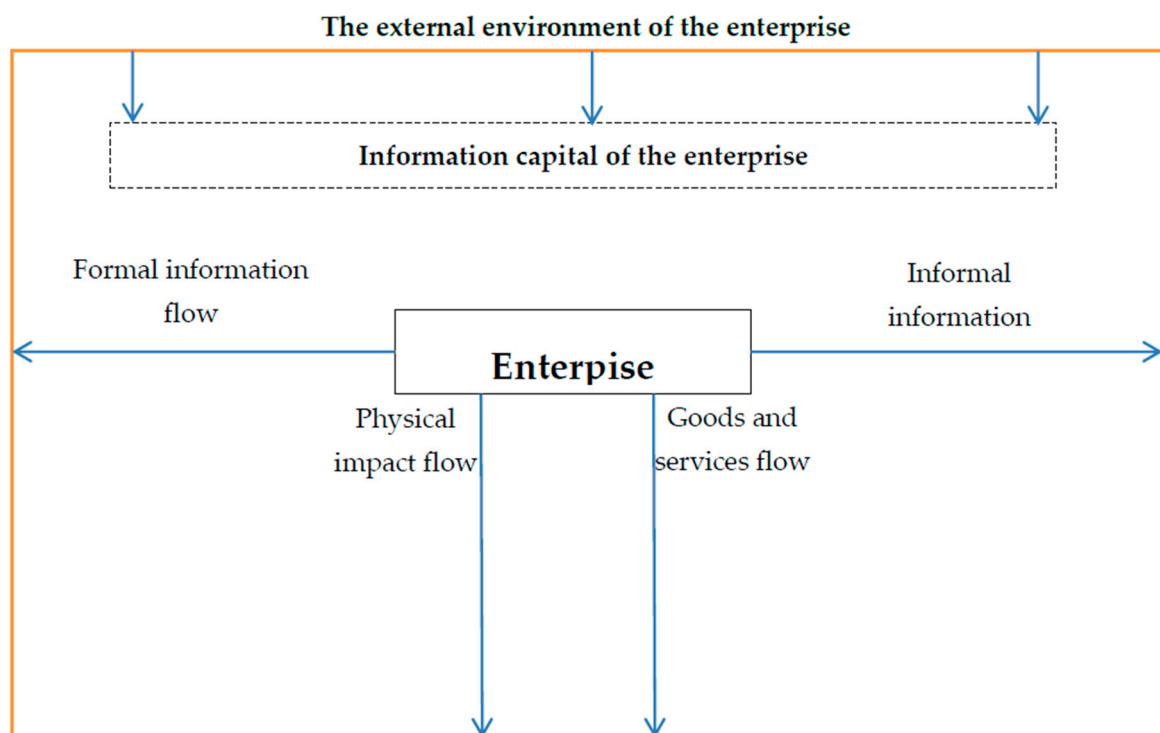 The external environment of the enterprise
Information capital of the enterprise
Formal information
flow
Informal
information
Enterpise
Physical
impact flow
Goods and
services flow